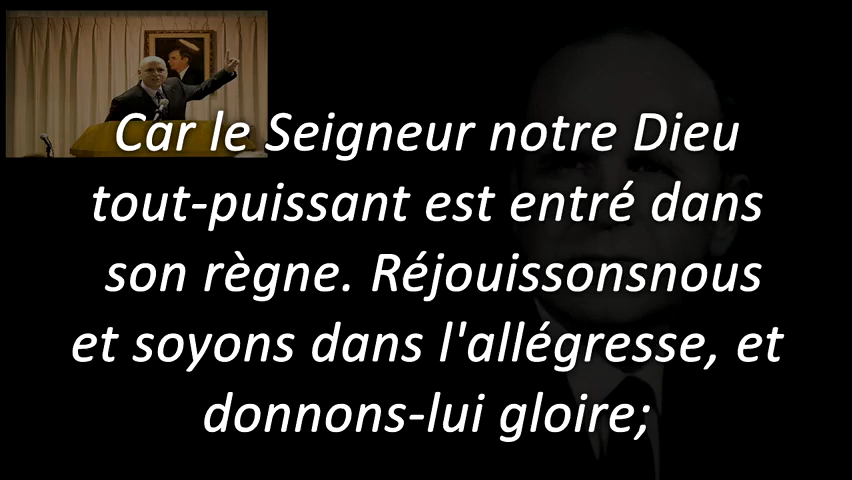 Car le Seigneur notre Dieu
tout-puissant est entré dans
son règne. Réjouissonsnous
et soyons dans l'allégresse, et
donnons-lui gloire;